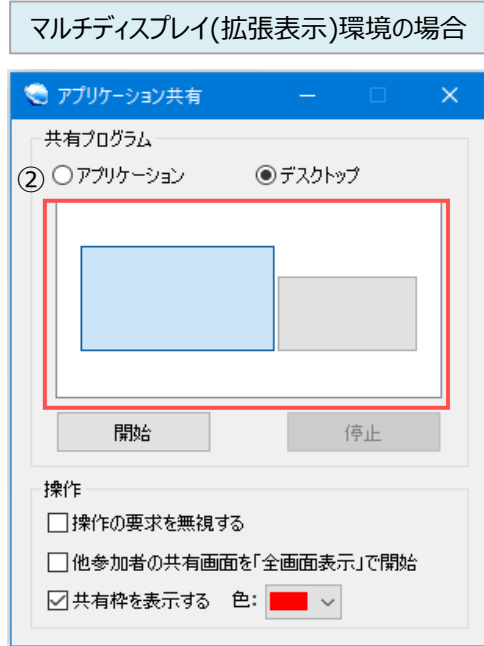 マルチディスプレイ(拡張表示)環境の場合
アプリケーション共有
共有プログラム
② アプリケーション デスクトップ
開始 停止
操作
操作の要求を無視する
他参加者の共有画面を「全画面表示」で開始
共有枠を表示する 色: